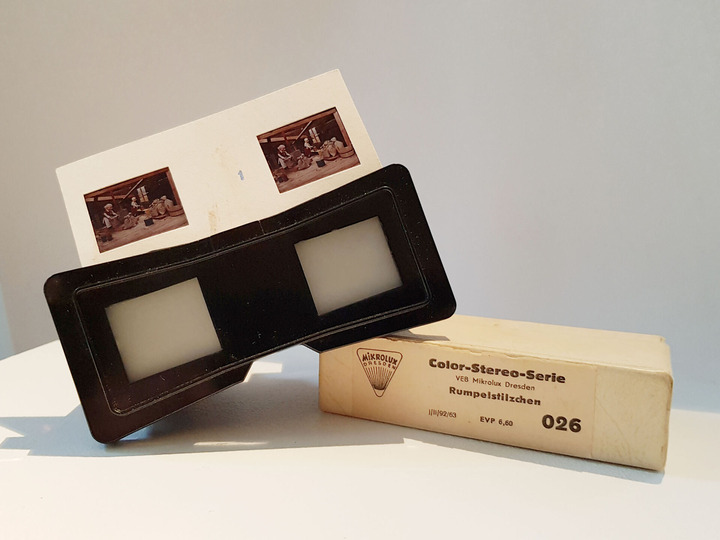 MIKROLUX
DRESDEN
Color-Stereo-Serie
VEB Mikrolux Dresden
Rumpelstilzchen
EVP 6,60
026